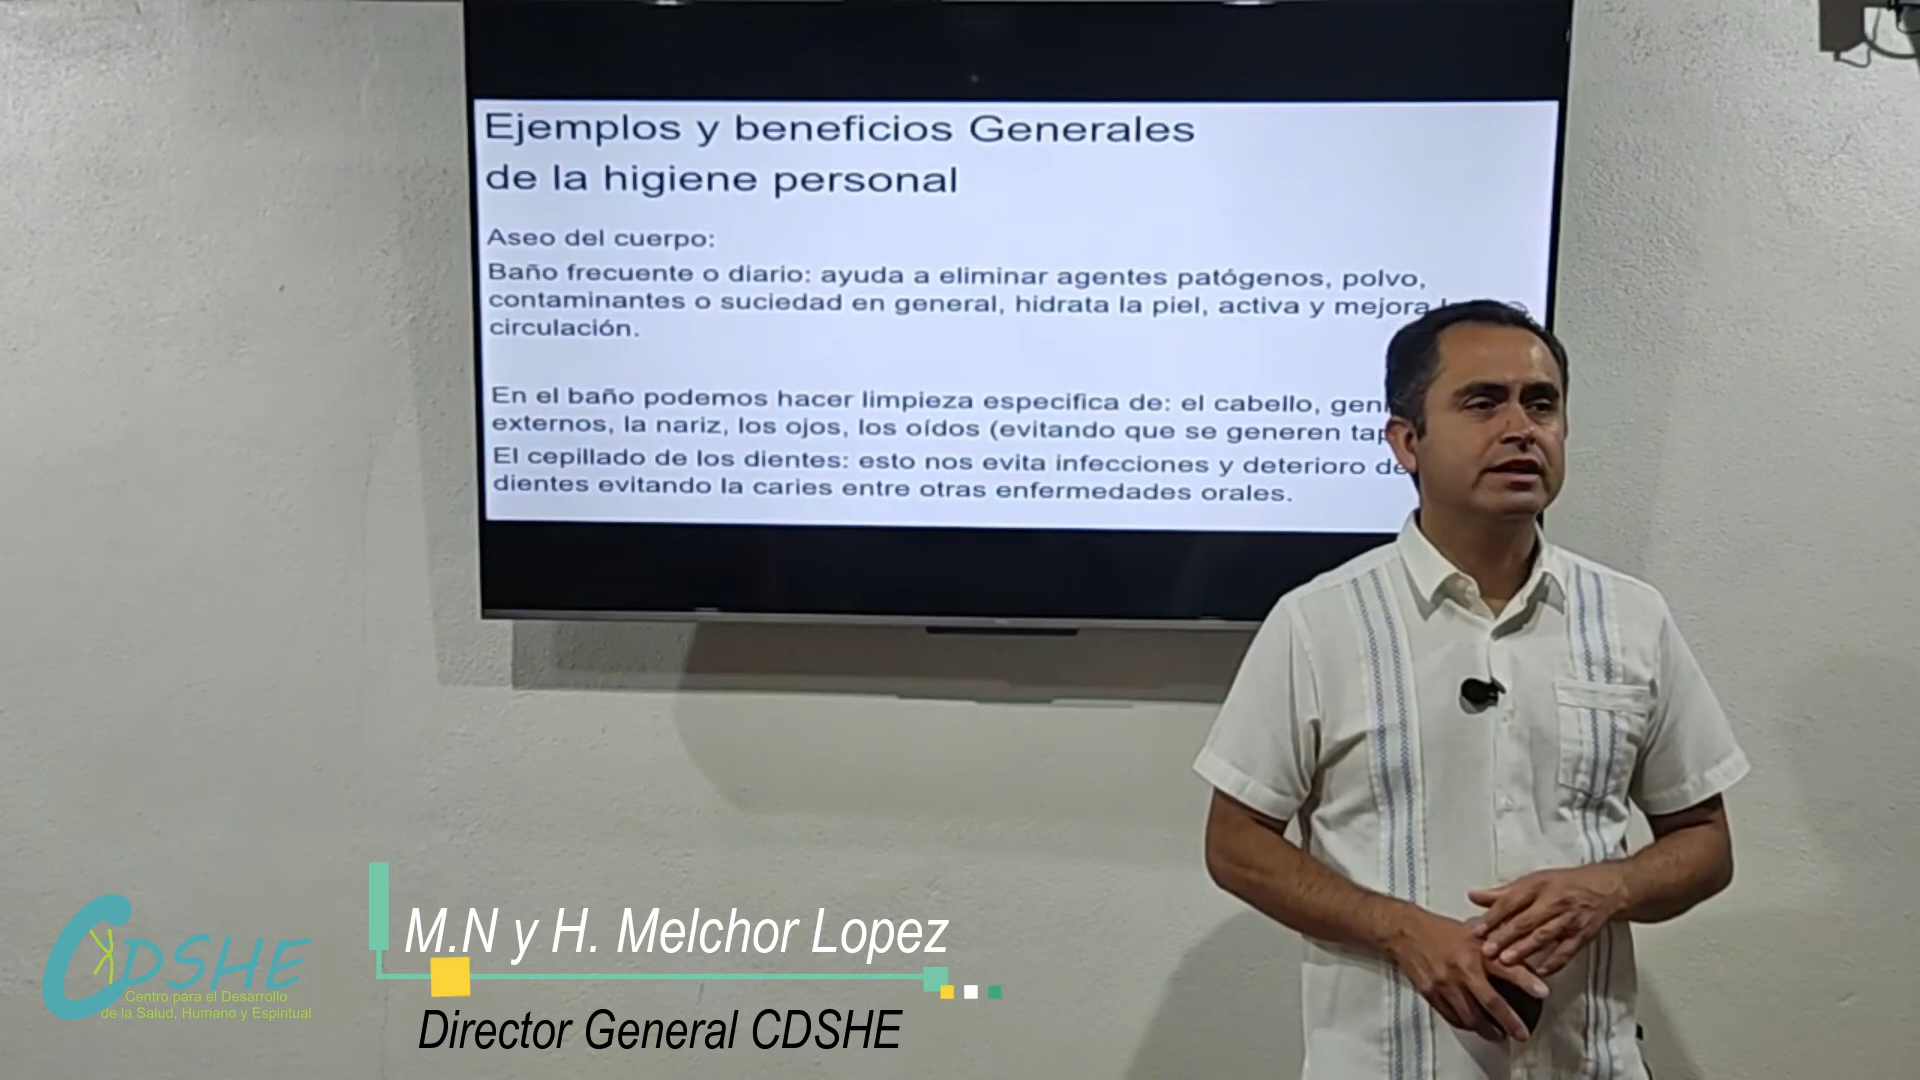 Ejemplos y beneficios Generales
de la higiene personal
Aseo del cuerpo:
Baño frecuente o diario: ayuda a eliminar agentes patógenos, polvo,
contaminantes o suciedad en general, hidrata la piel, activa y mejora
circulación.
En el baño podemos hacer limpieza especifica de: el cabello,
externos, la nariz, los ojos, los oídos (evitando que se generen
El cepillado de los dientes: esto nos evita infecciones y deterioro de
dientes evitando la caries entre otras enfermedades orales.
M.N y H. Melchor Lopez
Director General CDSHE
CDSHE
Centro para el Desarrollo
de la Salud, Humano y Espiritual